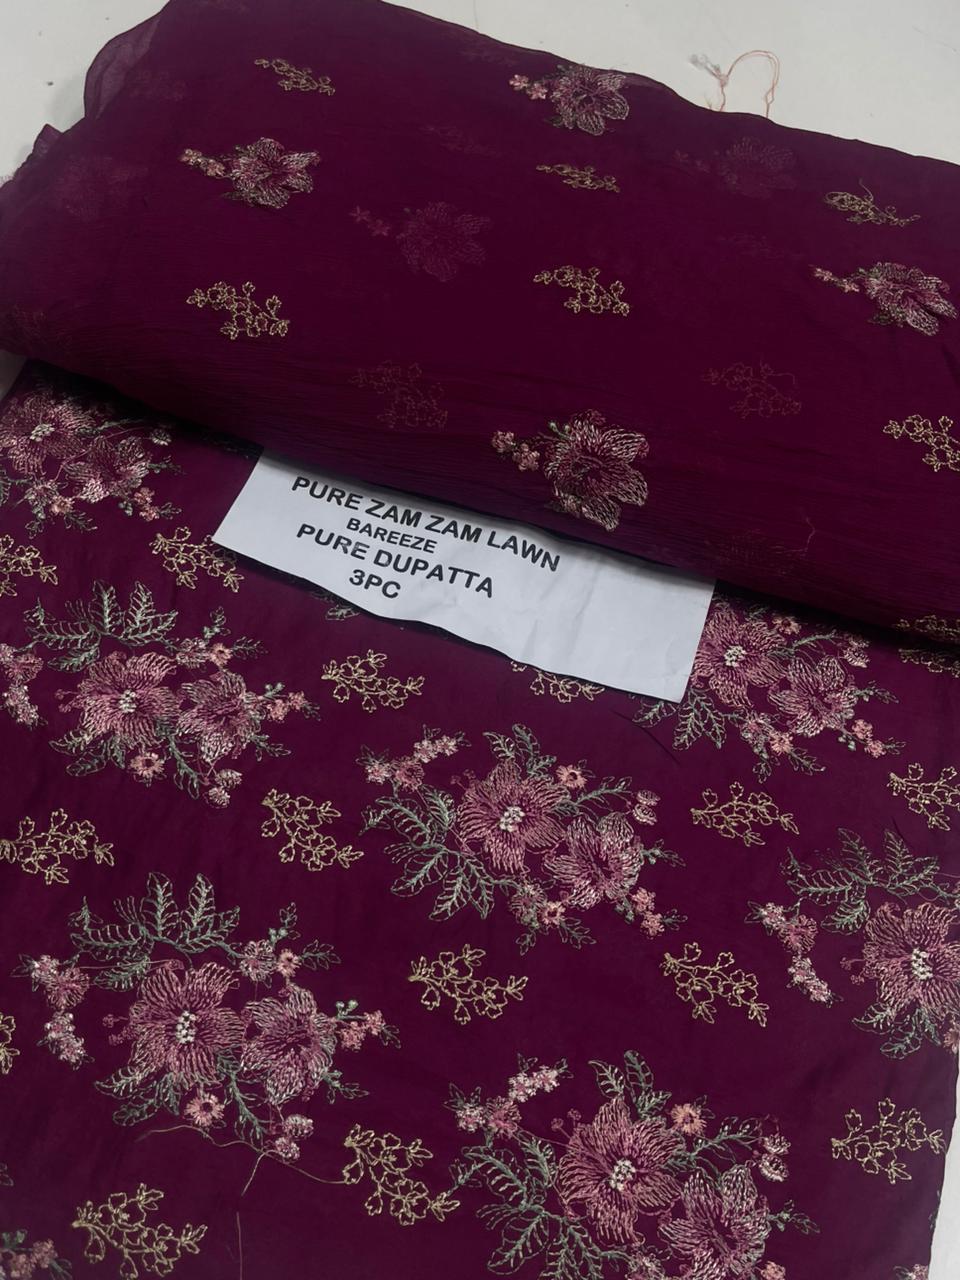 PURE ZAM ZAM LAWN
BAREEZE
PURE DUPATTA
3PC